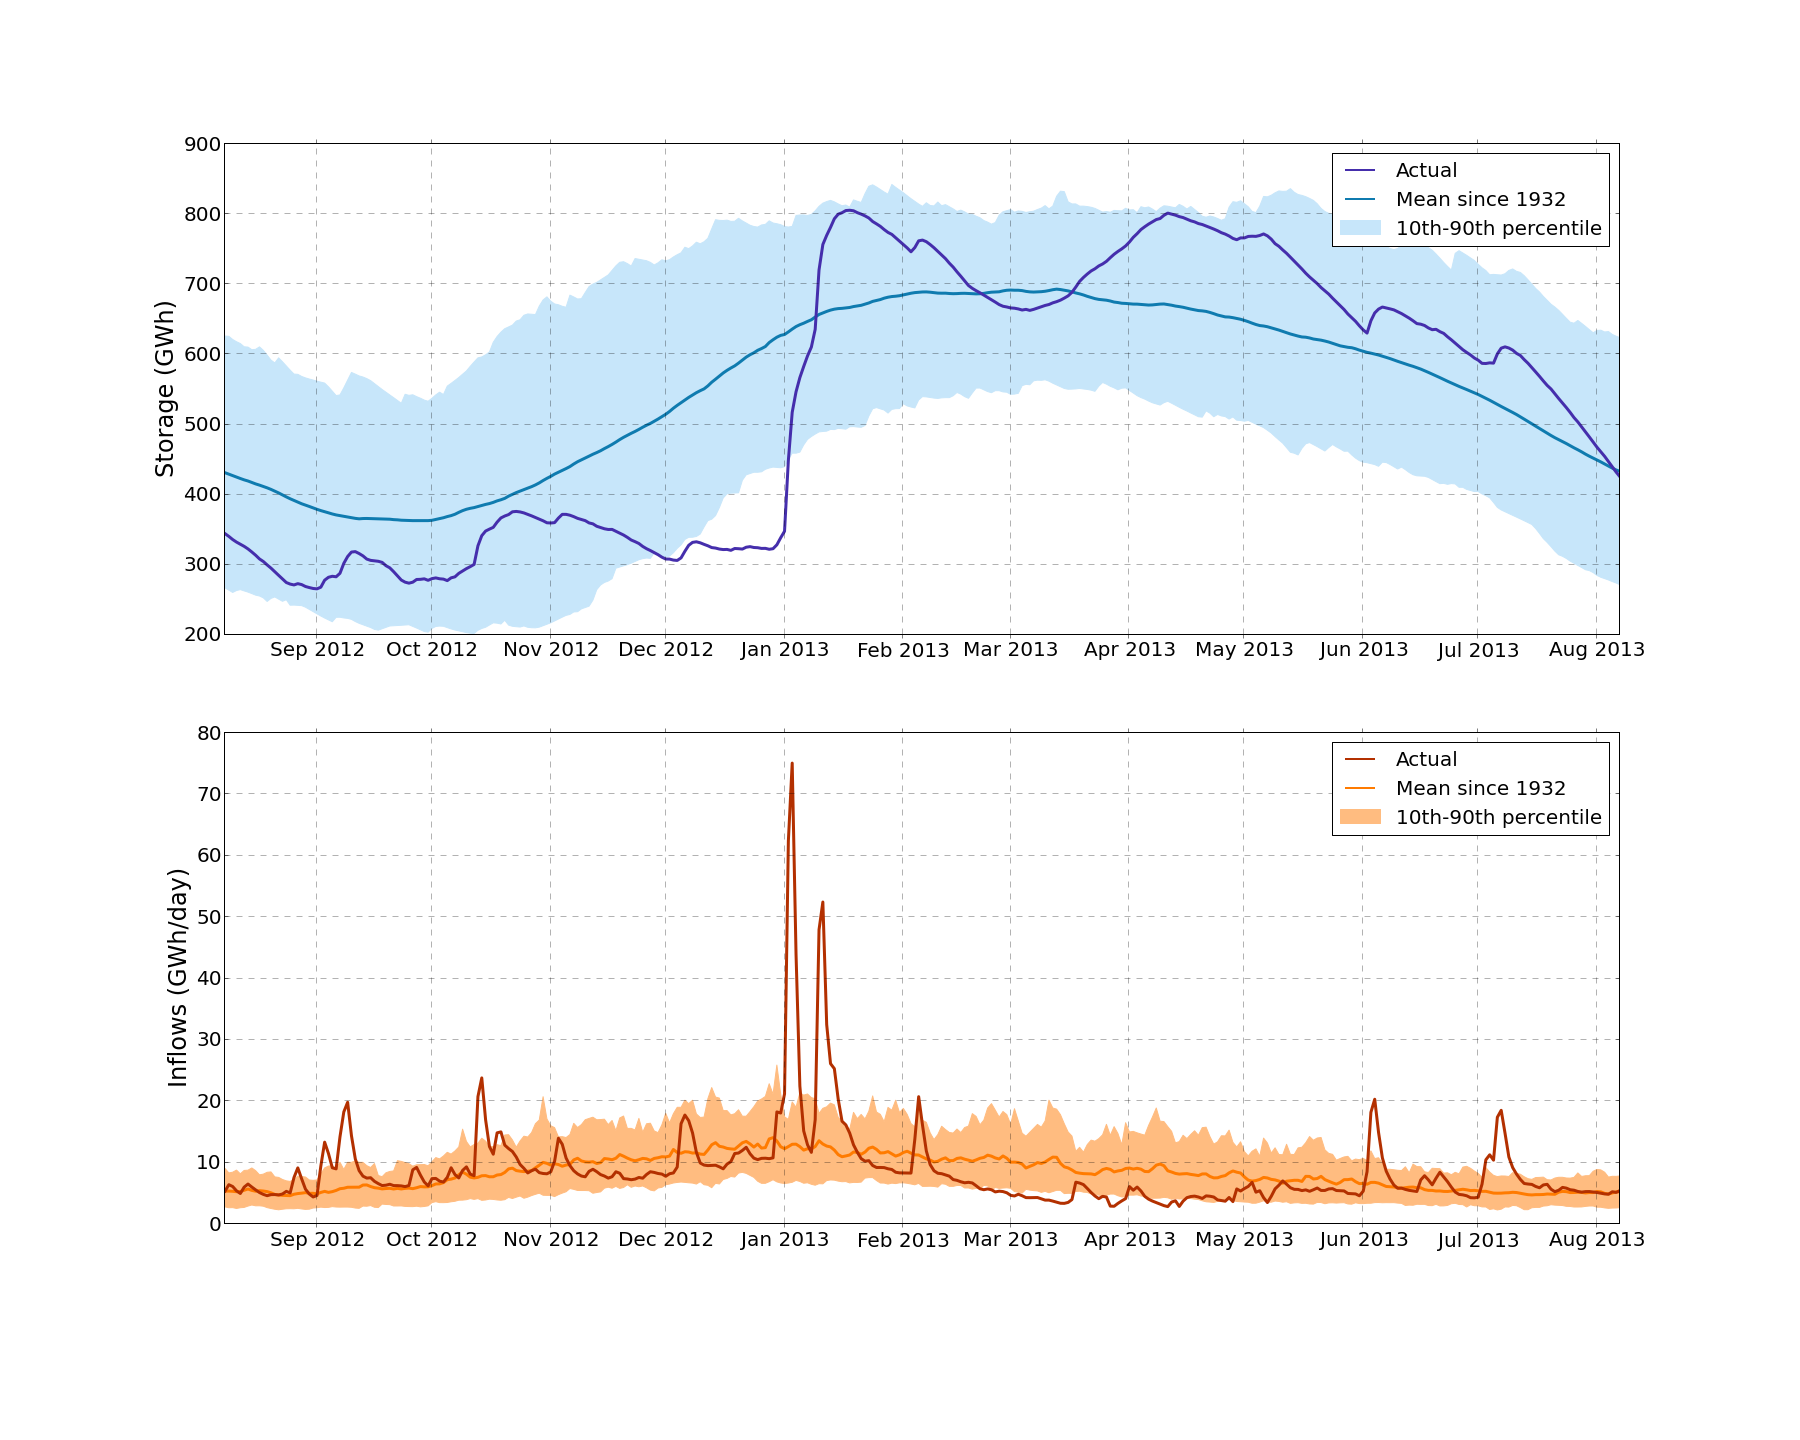 900
800
700
600
500
400
300
200
Storage (GWh)
Actual
Mean since 1932
10th-90th percentile
Sep 2012 Oct 2012 Nov 2012 Dec 2012 Jan 2013 Feb 2013 Mar 2013 Apr 2013 May 2013 Jun 2013 Jul 2013 Aug 2013
80
70
60
50
40
30
20
10
0
Inflows (GWh/day)
Actual
Mean since 1932
10th-90th percentile
Sep 2012 Oct 2012 Nov 2012 Dec 2012 Jan 2013 Feb 2013 Mar 2013 Apr 2013 May 2013 Jun 2013 Jul 2013 Aug 2013